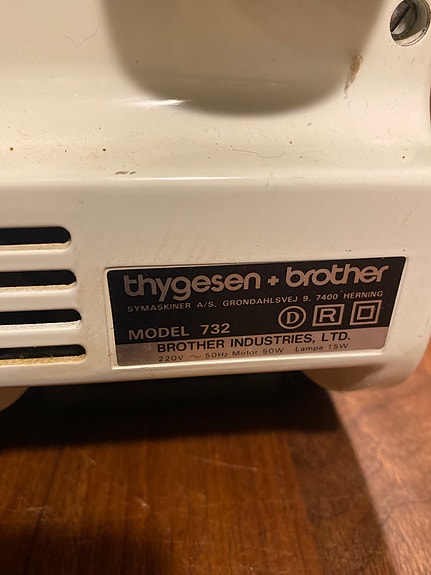 thygesen + brother
SYMASKINER A/S. GRONDAHLSVEJ 9. 7400 HERNING
MODEL 732 D R
BROTHER INDUSTRIES, LTD.
220V ~ 50Hz Motor 50W Lampe 15W